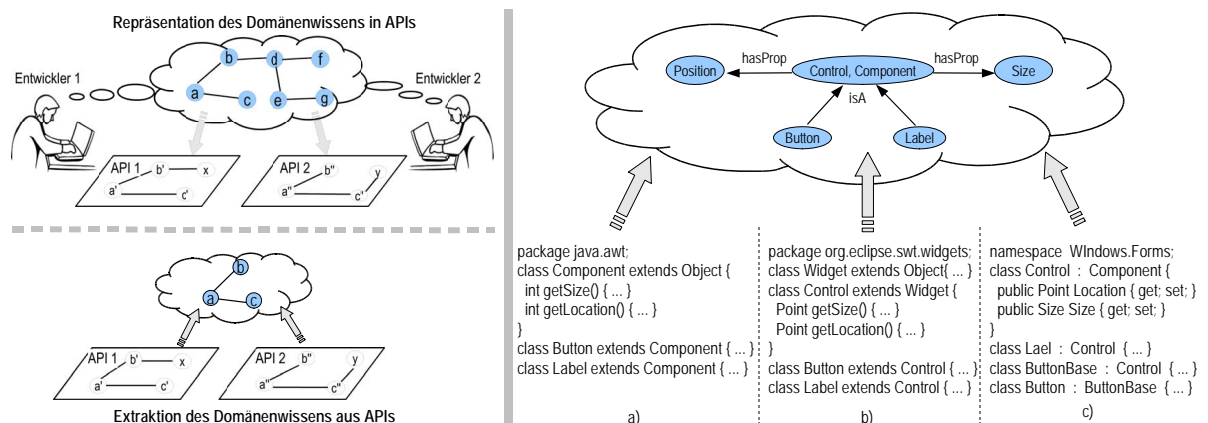 Repräsentation des Domänenwissens in APIs
Entwickler 1
Entwickler 2
b
d
f
a
c
e
g
API 1
b'
x
a'
c'
API 2
b''
y
a''
c'
b
a
c
API 1
b'
x
a'
c'
API 2
b''
y
a''
c''
Extraktion des Domänenwissens aus APIs
Position
hasProp
Control, Component
hasProp
Size
isA
Button
Label
package java.awt;
class Component extends Object {
int getSize() { ... }
int getLocation() { ... }
}
class Button extends Component { ... }
class Label extends Component { ... }
a)
package org.eclipse.swt.widgets;
class Widget extends Object{ ... }
class Control extends Widget {
Point getSize() { ... }
Point getLocation() { ... }
}
class Button extends Control { ... }
class Label extends Control { ... }
b)
namespace WIndows.Forms;
class Control : Component {
public Point Location { get; set; }
public Size Size { get; set; }
}
class Lael : Control { ... }
class ButtonBase : Control { ... }
class Button : ButtonBase { ... }
c)